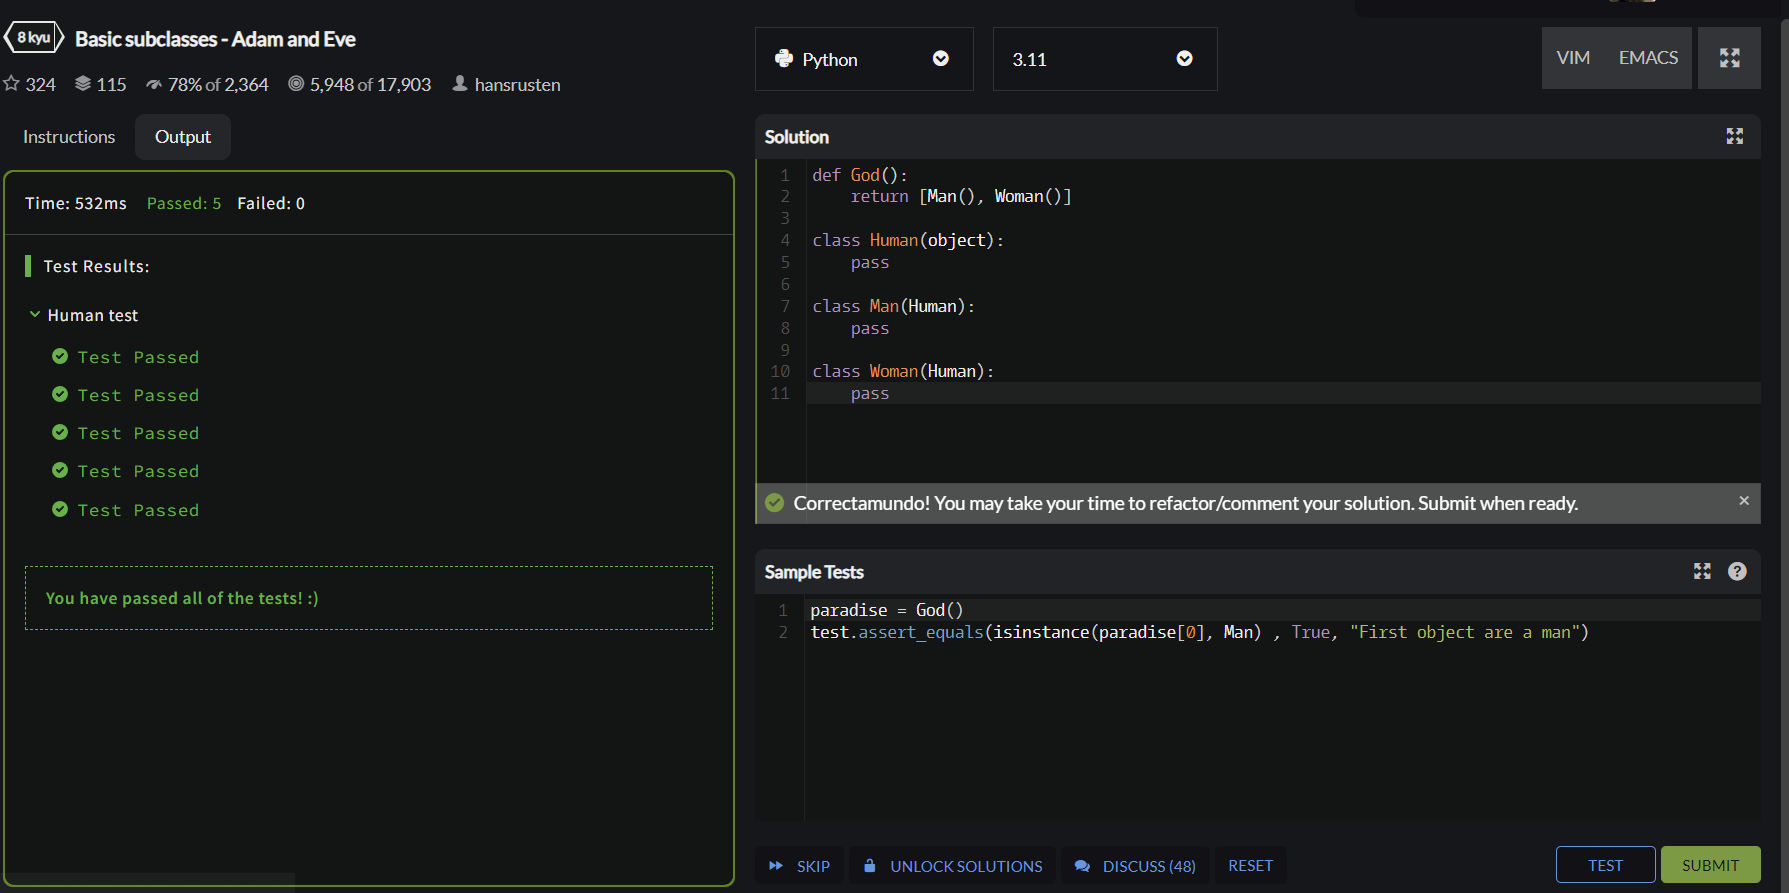 8 kyu Basic subclasses - Adam and Eve
324 115 78% of 2,364 5,948 of 17,903 hansrusten
Instructions Output
Time: 532ms Passed: 5 Failed: 0
Test Results:
Human test
Test Passed
Test Passed
Test Passed
Test Passed
Test Passed
You have passed all of the tests! :)
Python 3.11 VIM EMACS
Solution
1 def God():
2     return [Man(), Woman()]
3
4 class Human(object):
5     pass
6
7 class Man(Human):
8     pass
9
10 class Woman(Human):
11     pass
Correctamundo! You may take your time to refactor/comment your solution. Submit when ready. ×
Sample Tests ?
1 paradise = God()
2 test.assert_equals(isinstance(paradise[0], Man) , True, "First object are a man")
SKIP UNLOCK SOLUTIONS DISCUSS (48) RESET TEST SUBMIT